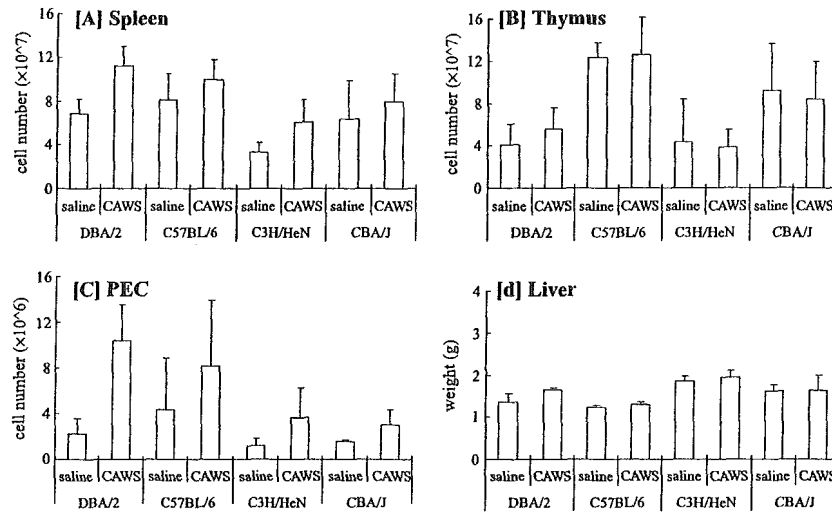 [A] Spleen
cell number (×10^7)
16
12
8
4
0
saline CAWS saline CAWS saline CAWS saline CAWS
DBA/2 C57BL/6 C3H/HeN CBA/J
[B] Thymus
cell number (×10^7)
16
12
8
4
0
saline CAWS saline CAWS saline CAWS saline CAWS
DBA/2 C57BL/6 C3H/HeN CBA/J
[C] PEC
cell number (×10^6)
16
12
8
4
0
saline CAWS saline CAWS saline CAWS saline CAWS
DBA/2 C57BL/6 C3H/HeN CBA/J
[d] Liver
weight (g)
4
3
2
1
0
saline CAWS saline CAWS saline CAWS saline CAWS
DBA/2 C57BL/6 C3H/HeN CBA/J